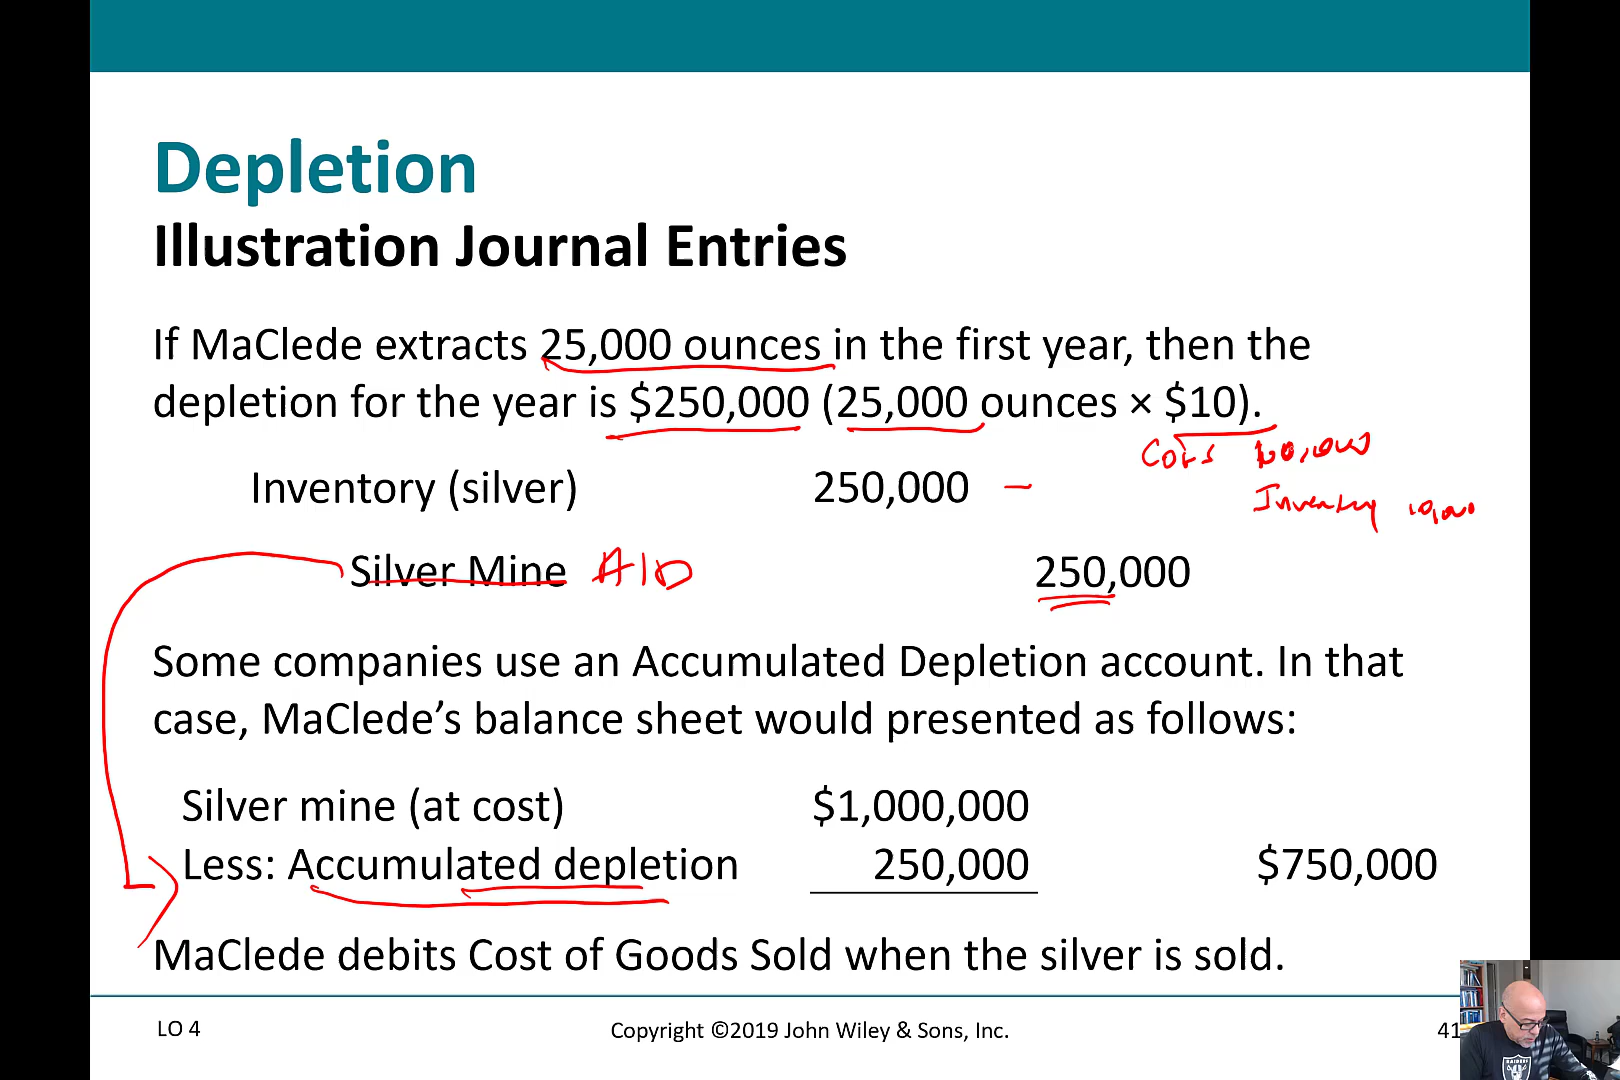 Depletion
Illustration Journal Entries
If MaClede extracts 25,000 ounces in the first year, then the
depletion for the year is $250,000 (25,000 ounces × $10).
Inventory (silver) 250,000 –
Inventory
Silver Mine A/D 250,000
Some companies use an Accumulated Depletion account. In that
case, MaClede’s balance sheet would presented as follows:
Silver mine (at cost) $1,000,000
Less: Accumulated depletion 250,000 $750,000
MaClede debits Cost of Goods Sold when the silver is sold.
LO 4 Copyright ©2019 John Wiley & Sons, Inc. 41
RAIDERS